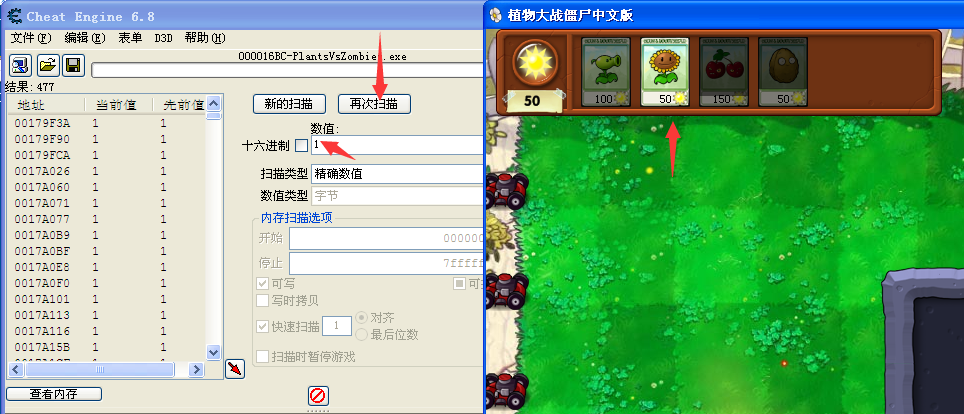 Cheat Engine 6.8
文件(F) 编辑(E) 表单 D3D 帮助(H)
000016BC-PlantsVsZombies.exe
结果: 477
地址 当前值 先前值
00179F3A 1 1
00179F90 1 1
00179FCA 1 1
0017A026 1 1
0017A060 1 1
0017A071 1 1
0017A077 1 1
0017A0B9 1 1
0017A0BF 1 1
0017A0E8 1 1
0017A0F0 1 1
0017A101 1 1
0017A113 1 1
0017A116 1 1
0017A15B 1 1
查看内存
新的扫描 再次扫描
数值:
十六进制 1
扫描类型 精确数值
数值类型 字节
内存扫描选项
开始 000000
停止 7fffff
可写
写时拷贝
快速扫描 1 对齐
最后位数
扫描时暂停游戏
植物大战僵尸中文版
50
100 50 150 50